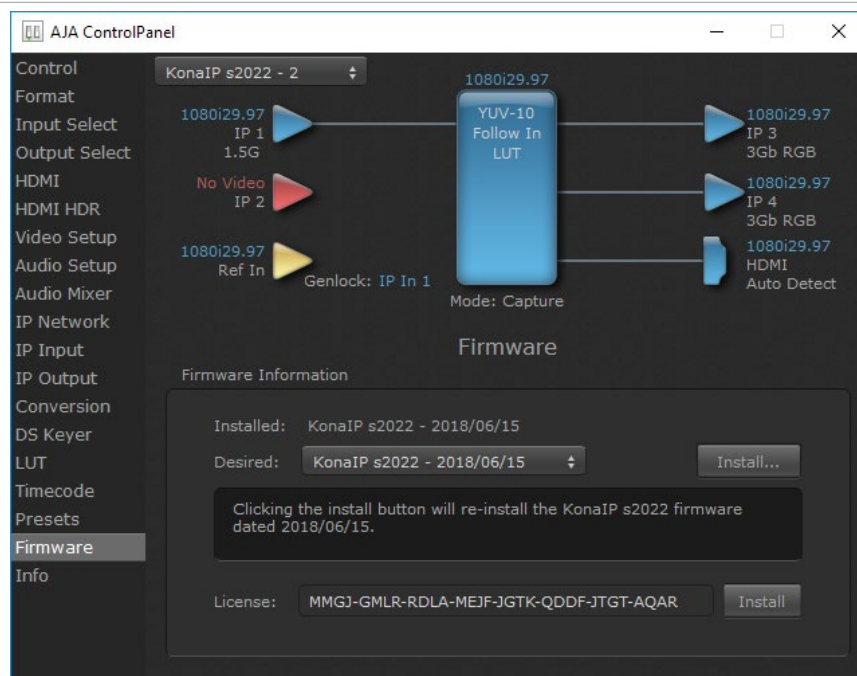 AJA ControlPanel
Control
Format
Input Select
Output Select
HDMI
HDMI HDR
Video Setup
Audio Setup
Audio Mixer
IP Network
IP Input
IP Output
Conversion
DS Keyer
LUT
Timecode
Presets
Firmware
Info
KonaIP s2022 - 2
1080i29.97
IP 1
1.5G
No Video
IP 2
1080i29.97
Ref In
Genlock: IP In 1
1080i29.97
YUV-10
Follow In
LUT
Mode: Capture
1080i29.97
IP 3
3Gb RGB
1080i29.97
IP 4
3Gb RGB
1080i29.97
HDMI
Auto Detect
Firmware
Firmware Information
Installed: KonaIP s2022 - 2018/06/15
Desired: KonaIP s2022 - 2018/06/15 Install...
Clicking the install button will re-install the KonaIP s2022 firmware
dated 2018/06/15.
License: MMGJ-GMLR-RDLA-MEJF-JGTK-QDDF-JTGT-AQAR Install